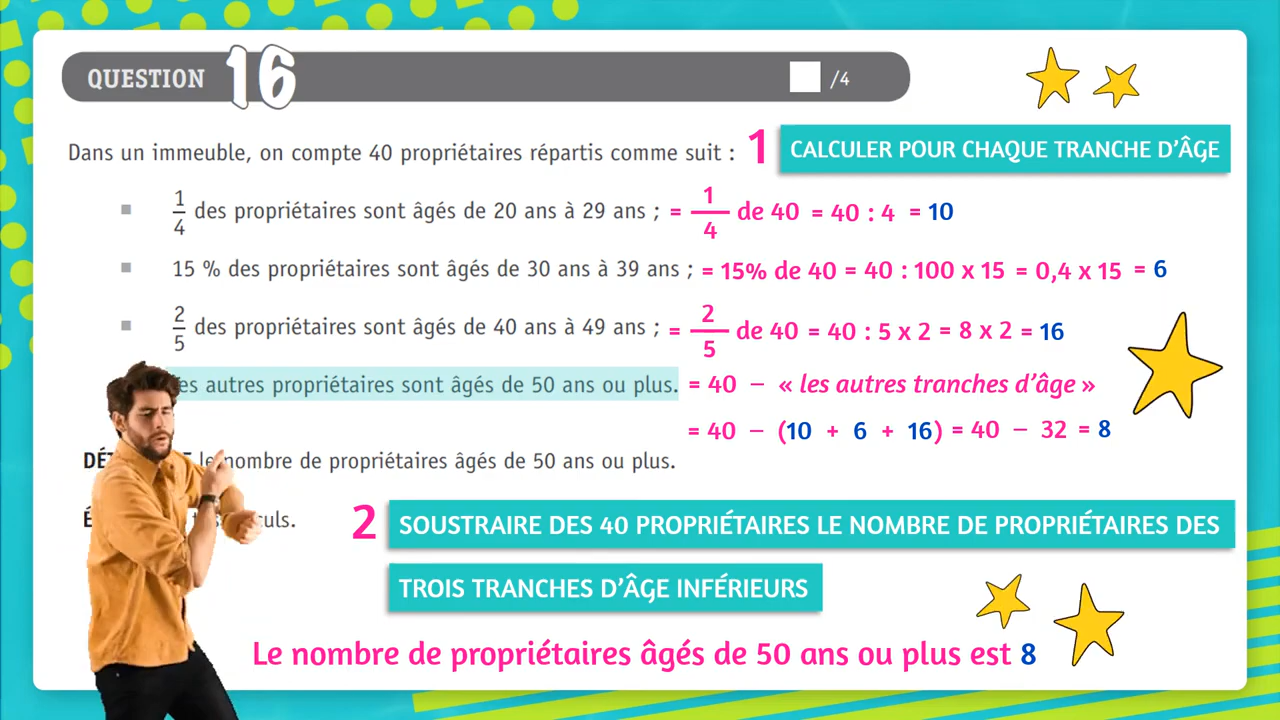 QUESTION 16 /4
Dans un immeuble, on compte 40 propriétaires répartis comme suit : 1 CALCULER POUR CHAQUE TRANCHE D'ÂGE
1/4 des propriétaires sont âgés de 20 ans à 29 ans ; = 1/4 de 40 = 40 : 4 = 10
15 % des propriétaires sont âgés de 30 ans à 39 ans ; = 15% de 40 = 40 : 100 x 15 = 0,4 x 15 = 6
2/5 des propriétaires sont âgés de 40 ans à 49 ans ; = 2/5 de 40 = 40 : 5 x 2 = 8 x 2 = 16
es autres propriétaires sont âgés de 50 ans ou plus. = 40 – « les autres tranches d'âge »
= 40 – (10 + 6 + 16) = 40 – 32 = 8
le nombre de propriétaires âgés de 50 ans ou plus.
2 SOUSTRAIRE DES 40 PROPRIÉTAIRES LE NOMBRE DE PROPRIÉTAIRES DES
TROIS TRANCHES D'ÂGE INFÉRIEURS
Le nombre de propriétaires âgés de 50 ans ou plus est 8